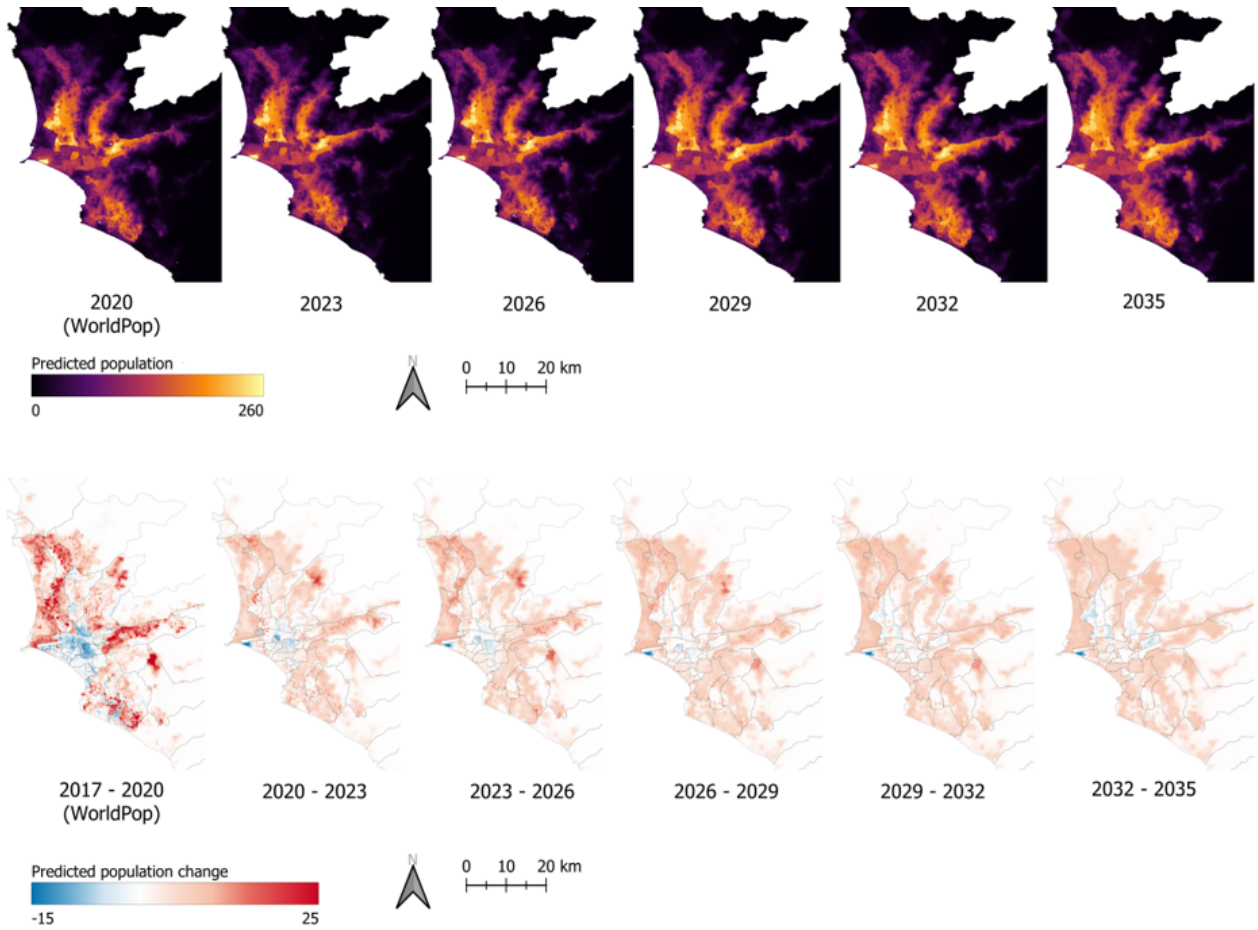 2020
(WorldPop)
2023
2026
2029
2032
2035
Predicted population
0
260
N
0 10 20 km
2017 - 2020
(WorldPop)
2020 - 2023
2023 - 2026
2026 - 2029
2029 - 2032
2032 - 2035
Predicted population change
-15
25
N
0 10 20 km